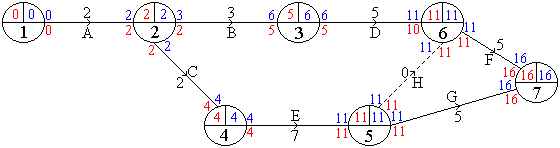 2 3 5
0 0 0 2 2 2 3 6 5 6 6 11 11 11 11
1 0 A 2 2 B 5 3 5 D 10 6 11
2 2 11 11 5
C 0 F 16
2 H 16 16 16
4 11 11 G 7
4 4 4 4 E 11 11 11 11 5 16
4 4 7 11 5 11